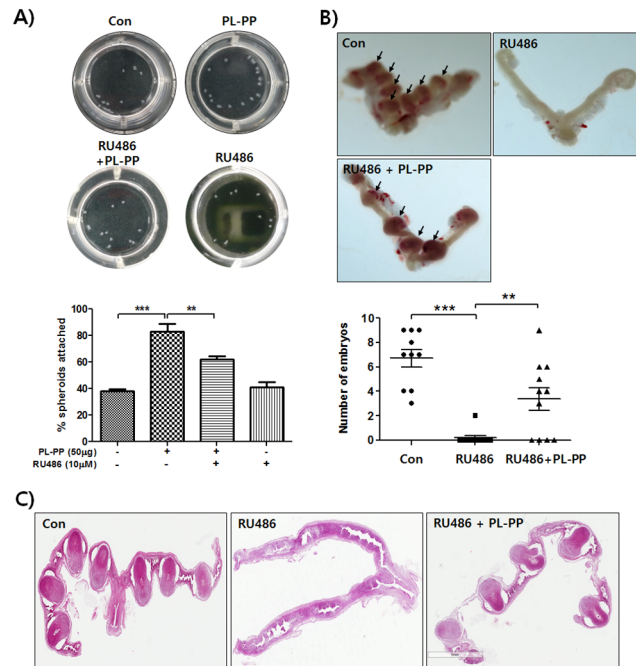 A)
Con
PL-PP
RU486
+PL-PP
RU486
% spheroids attached
100
80
60
40
20
0
***
**
PL-PP (50μg) - + + -
RU486 (10μM) - - + +
B)
Con
RU486
RU486 + PL-PP
Number of embryos
10
8
6
4
2
0
***
**
Con
RU486
RU486+PL-PP
C)
Con
RU486
RU486 + PL-PP